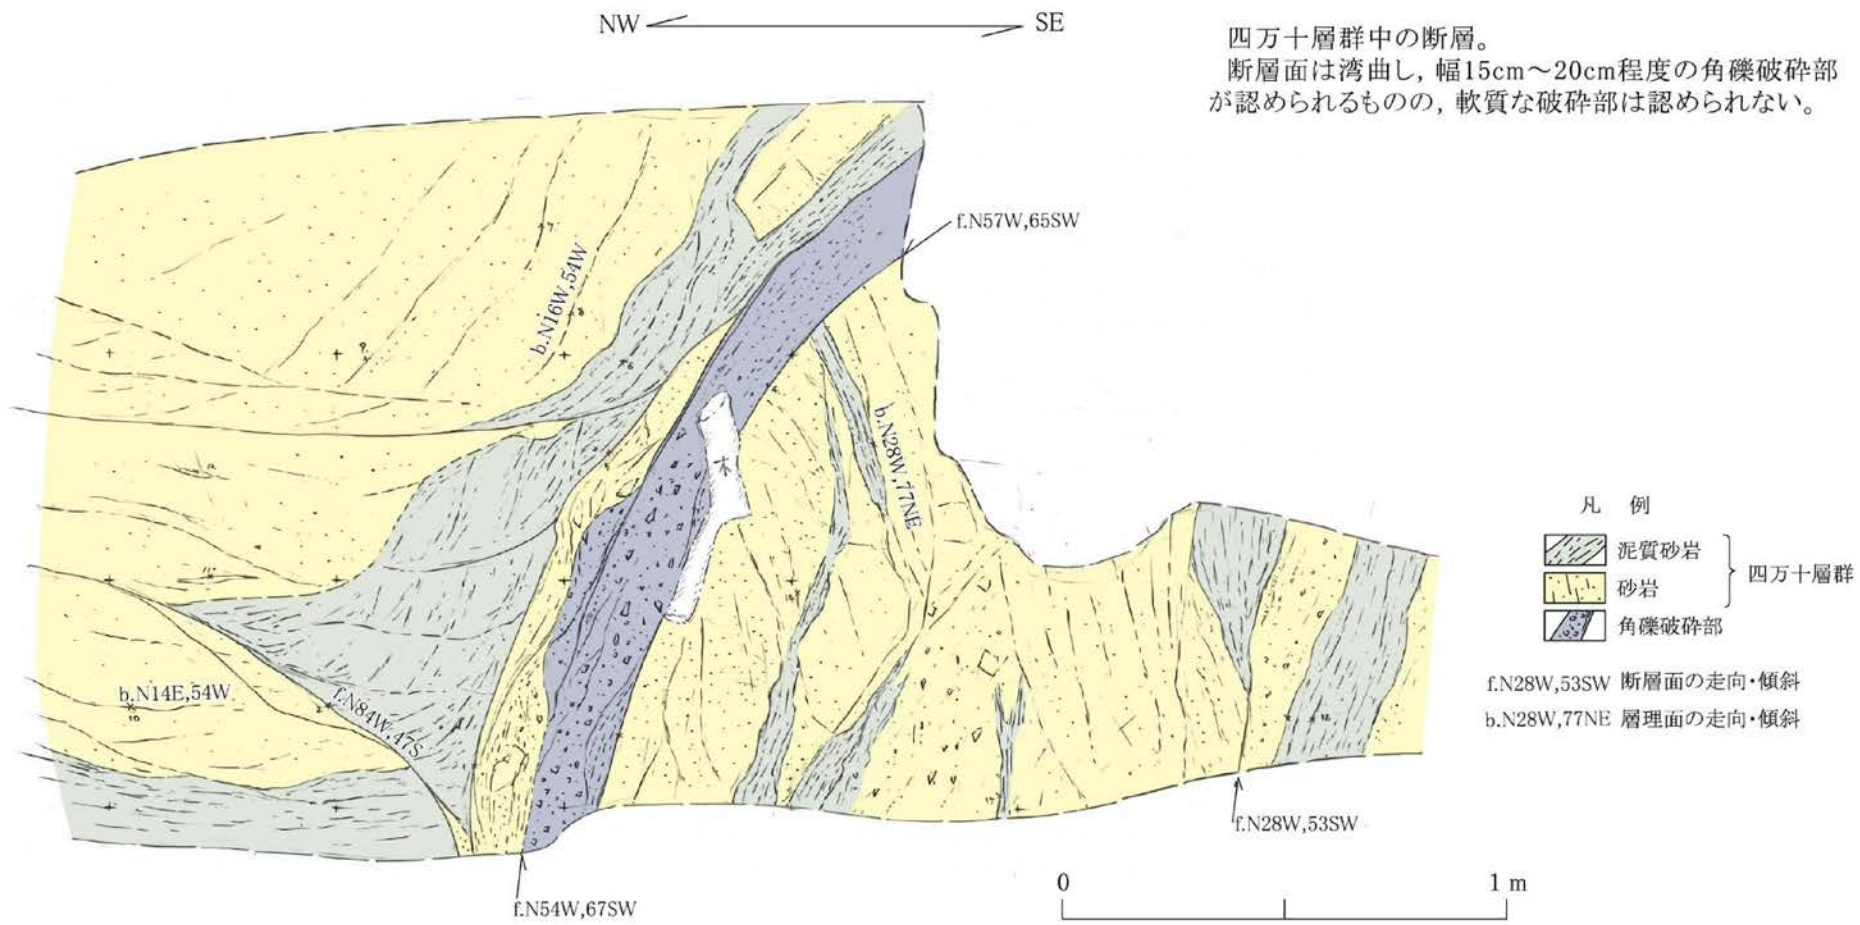 NW SE
四万十層群中の断層。
断層面は湾曲し，幅15cm～20cm程度の角礫破砕部
が認められるものの，軟質な破砕部は認められない。
f.N57W,65SW
b.N16W,54W
b.N28W,77NE
木
b.N14E,54W
f.N84W,47S
f.N54W,67SW
f.N28W,53SW
凡 例
泥質砂岩
砂岩
四万十層群
角礫破砕部
f.N28W,53SW 断層面の走向・傾斜
b.N28W,77NE 層理面の走向・傾斜
0 1 m